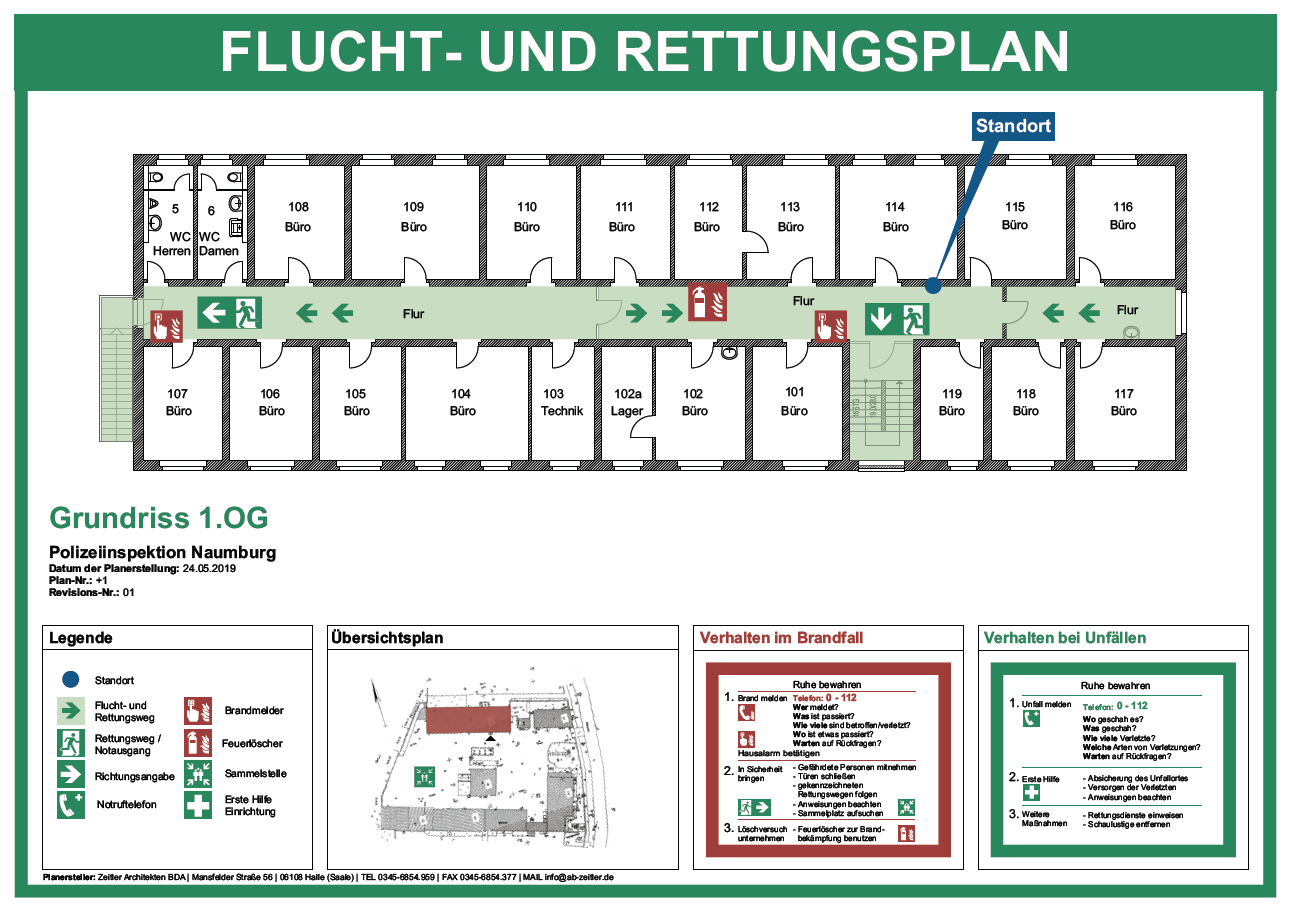 FLUCHT- UND RETTUNGSPLAN
Standort
5
WC
Herren
6
WC
Damen
108
Büro
109
Büro
110
Büro
111
Büro
112
Büro
113
Büro
114
Büro
115
Büro
116
Büro
Flur
Flur
Flur
107
Büro
106
Büro
105
Büro
104
Büro
103
Technik
102a
Lager
102
Büro
101
Büro
119
Büro
118
Büro
117
Büro
Grundriss 1.OG
Polizeiinspektion Naumburg
Datum der Planerstellung: 24.05.2019
Plan-Nr.: +1
Revisions-Nr.: 01
Legende
Standort
Flucht- und
Rettungsweg
Rettungsweg /
Notausgang
Richtungsangabe
Notruftelefon
Brandmelder
Feuerlöscher
Sammelstelle
Erste Hilfe
Einrichtung
Übersichtsplan
Verhalten im Brandfall
Ruhe bewahren
1. Brand melden Telefon: 0 - 112
Wer meldet?
Was ist passiert?
Wie viele sind betroffen/verletzt?
Wo ist etwas passiert?
Warten auf Rückfragen?
Hausalarm betätigen
2. In Sicherheit bringen
- Gefährdete Personen mitnehmen
- Türen schließen
- gekennzeichneten
Rettungswegen folgen
- Anweisungen beachten
- Sammelplatz aufsuchen
3. Löschversuch unternehmen
- Feuerlöscher zur Brand-
bekämpfung benutzen
Verhalten bei Unfällen
Ruhe bewahren
1. Unfall melden Telefon: 0 - 112
Wo geschah es?
Was geschah?
Wie viele Verletzte?
Welche Arten von Verletzungen?
Warten auf Rückfragen?
2. Erste Hilfe
- Absicherung des Unfallortes
- Versorgen der Verletzten
- Anweisungen beachten
3. Weitere Maßnahmen
- Rettungsdienste einweisen
- Schaulustige entfernen
Planersteller: Zeitler Architekten BDA | Mansfelder Straße 56 | 06108 Halle (Saale) | TEL 0345-6854.959 | FAX 0345-6854.377 | MAIL info@ab-zeitler.de